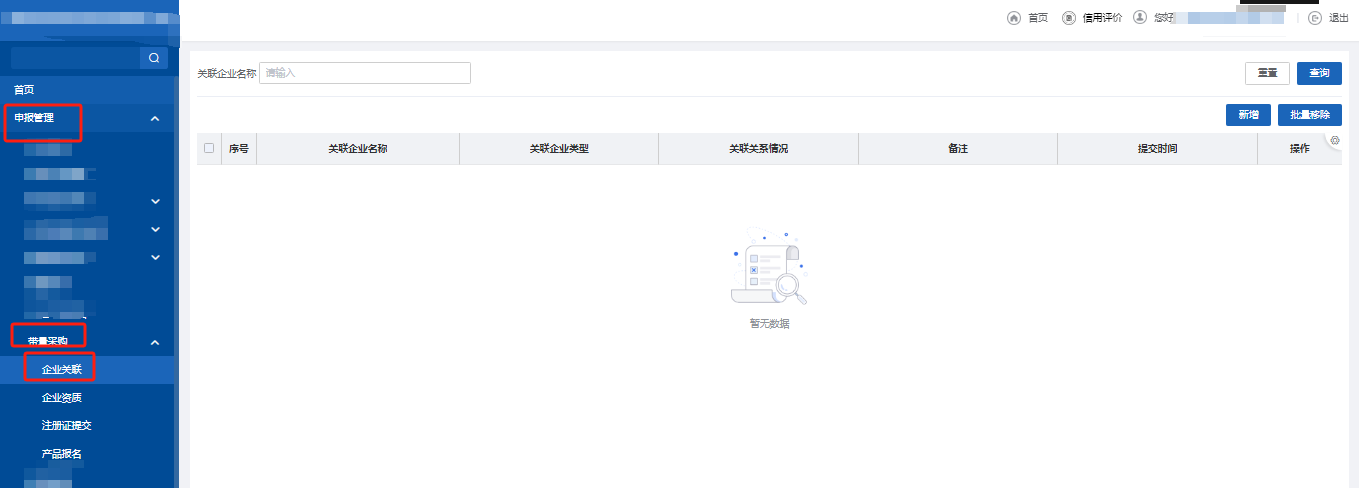 首页
信用评价
您好
退出
关联企业名称
请输入
重置
查询
新增
批量移除
序号
关联企业名称
关联企业类型
关联关系情况
备注
提交时间
操作
暂无数据
首页
申报管理
带量采购
企业关联
企业资质
注册证提交
产品报名